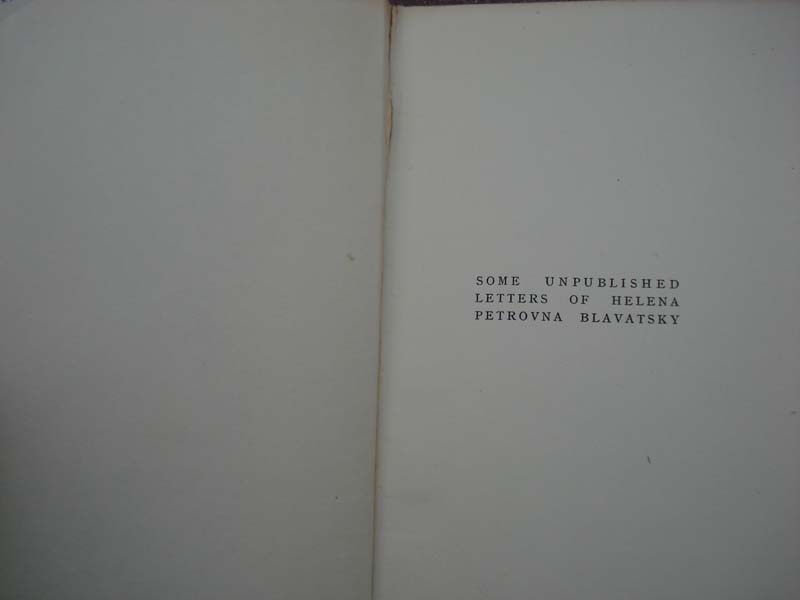 SOME UNPUBLISHED
LETTERS OF HELENA
PETROVNA BLAVATSKY